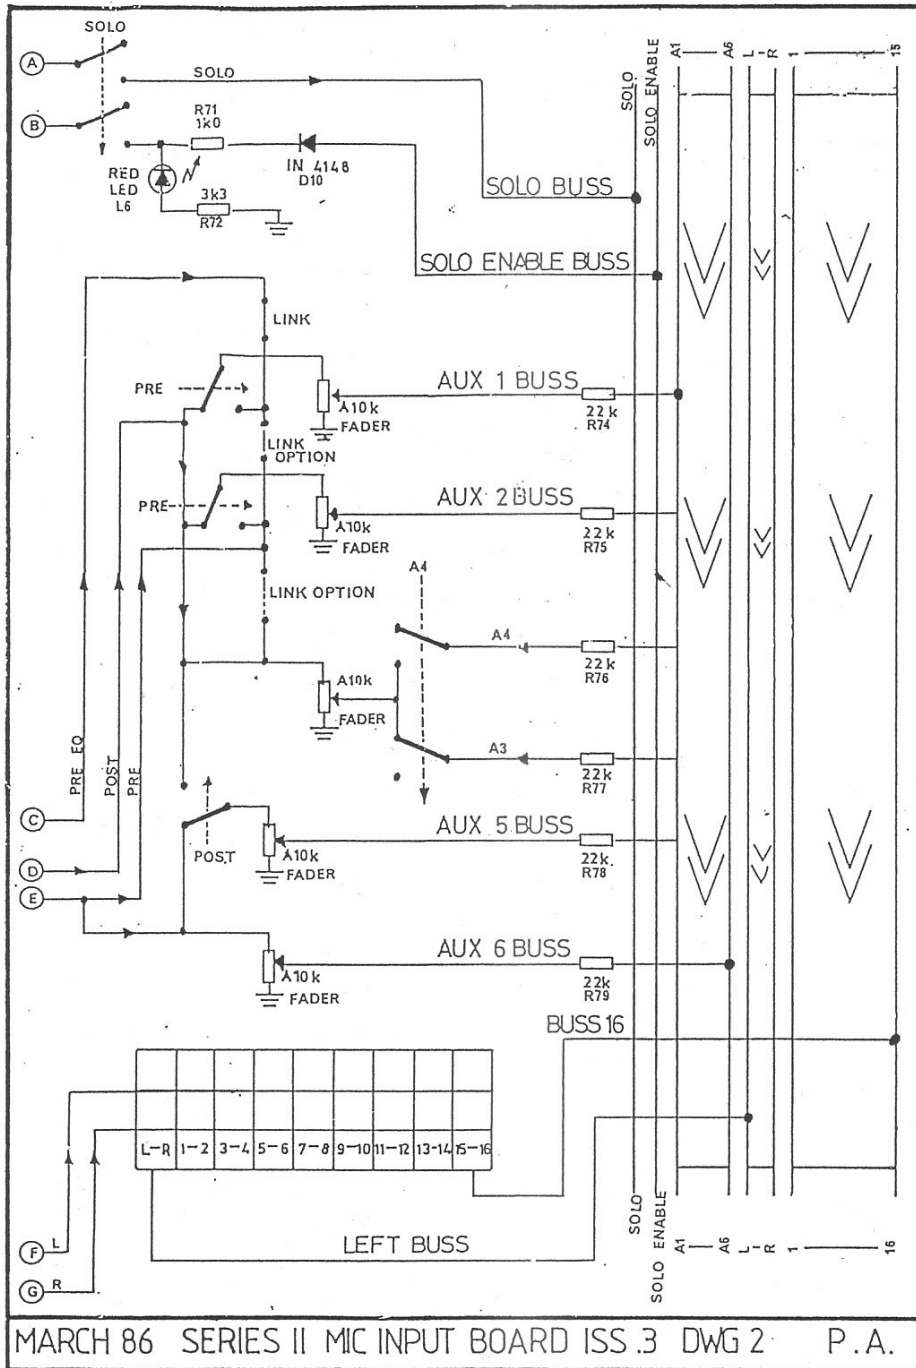 SOLO
A
SOLO
B
R71
1k0
RED
LED
L6
IN 4148
D10
3k3
R72
SOLO
SOLO ENABLE
A1
A6
L
R
1
15
SOLO BUSS
SOLO ENABLE BUSS
LINK
PRE
A10k
FADER
AUX 1 BUSS
22k
R74
LINK
OPTION
PRE
A10k
FADER
AUX 2 BUSS
22k
R75
LINK OPTION
A4
A4
22k
R76
A10k
FADER
A3
22k
R77
PRE EQ
POST
PRE
C
D
E
POST
A10k
FADER
AUX 5 BUSS
22k
R78
A10k
FADER
AUX 6 BUSS
22k
R79
BUSS 16
L-R 1-2 3-4 5-6 7-8 9-10 11-12 13-14 15-16
F L
G R
LEFT BUSS
SOLO
SOLO ENABLE
A1
A6
L
R
1
16
MARCH 86 SERIES II MIC INPUT BOARD ISS.3 DWG 2 P.A.